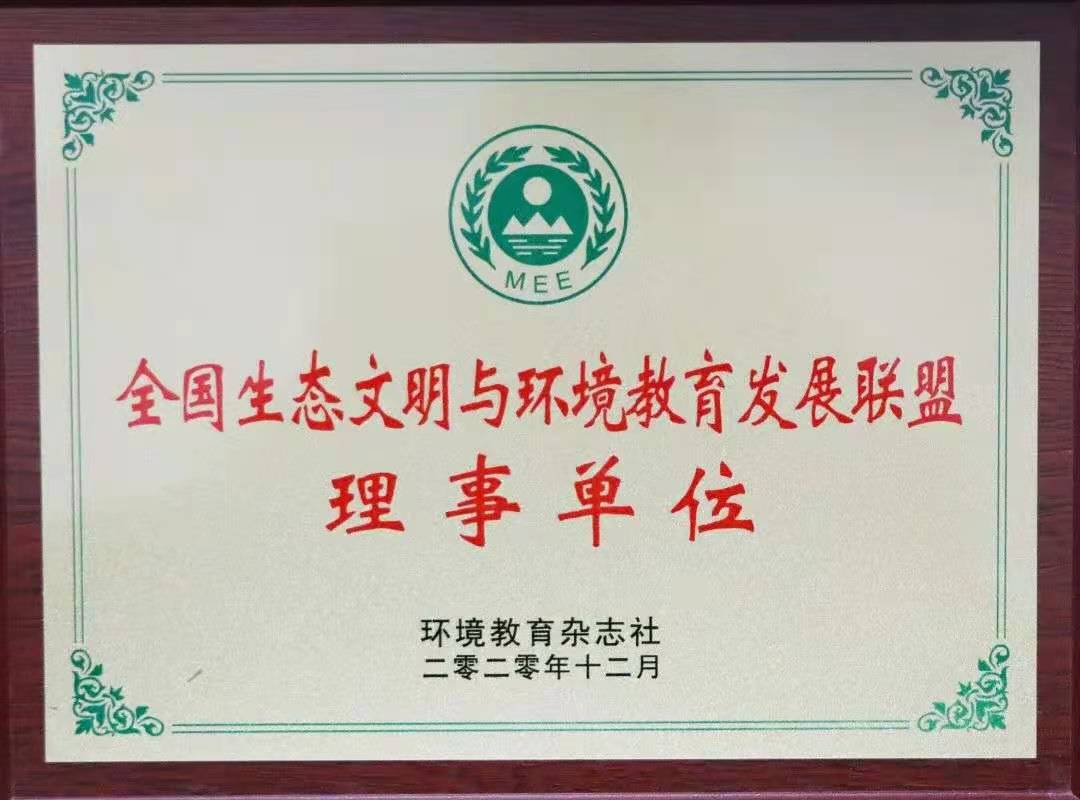 MEE
全国生态文明与环境教育发展联盟
理事单位
环境教育杂志社
二零二零年十二月